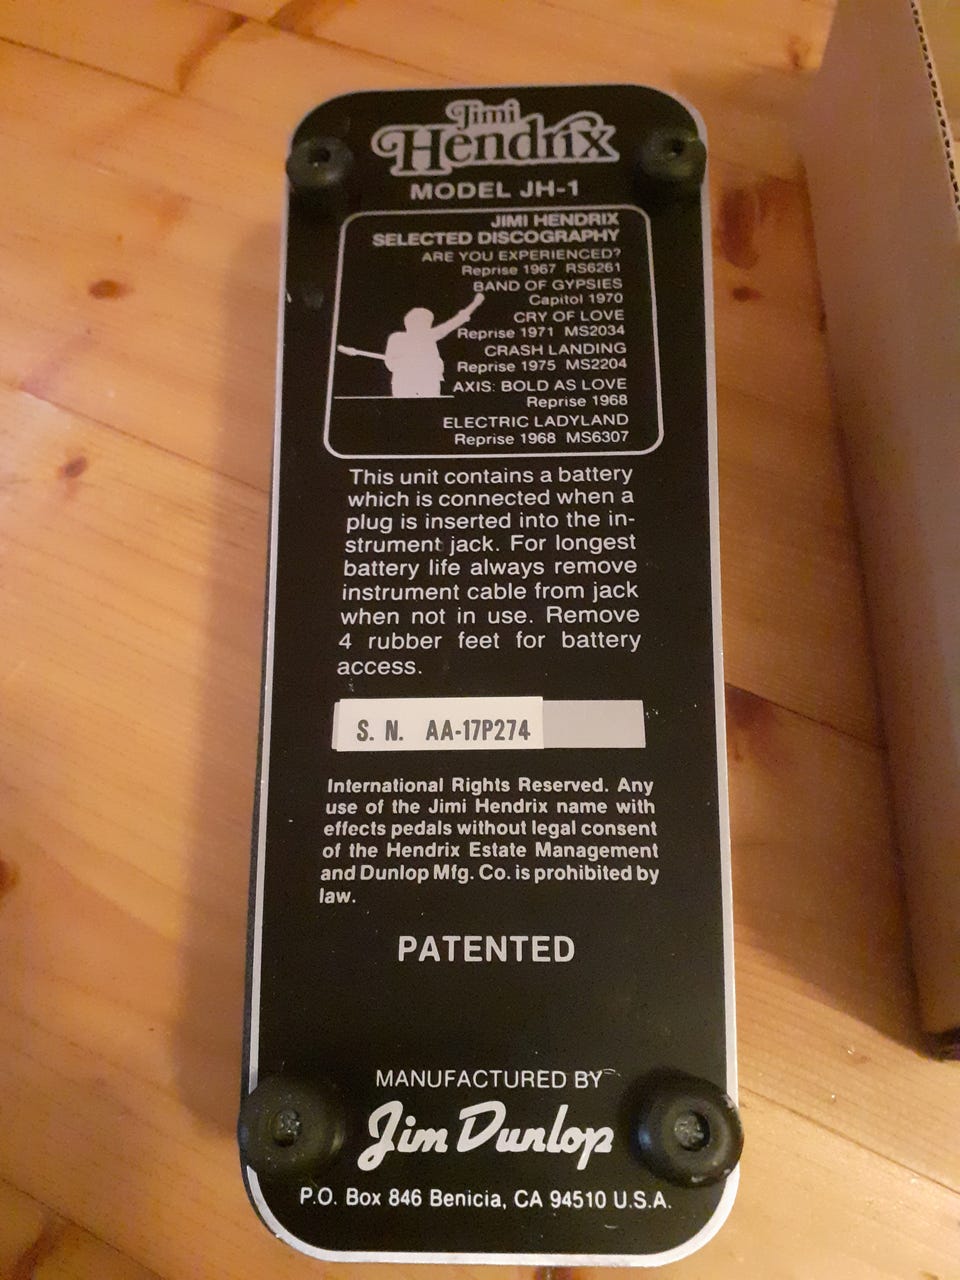 Jimi
Hendrix
MODEL JH-1
JIMI HENDRIX
SELECTED DISCOGRAPHY
ARE YOU EXPERIENCED?
Reprise 1967 RS6261
BAND OF GYPSIES
Capitol 1970
CRY OF LOVE
Reprise 1971 MS2034
CRASH LANDING
Reprise 1975 MS2204
AXIS: BOLD AS LOVE
Reprise 1968
ELECTRIC LADYLAND
Reprise 1968 MS6307
This unit contains a battery
which is connected when a
plug is inserted into the in-
strument jack. For longest
battery life always remove
instrument cable from jack
when not in use. Remove
4 rubber feet for battery
access.
S. N. AA-17P274
International Rights Reserved. Any
use of the Jimi Hendrix name with
effects pedals without legal consent
of the Hendrix Estate Management
and Dunlop Mfg. Co. is prohibited by
law.
PATENTED
MANUFACTURED BY
Jim Dunlop
P.O. Box 846 Benicia, CA 94510 U.S.A.